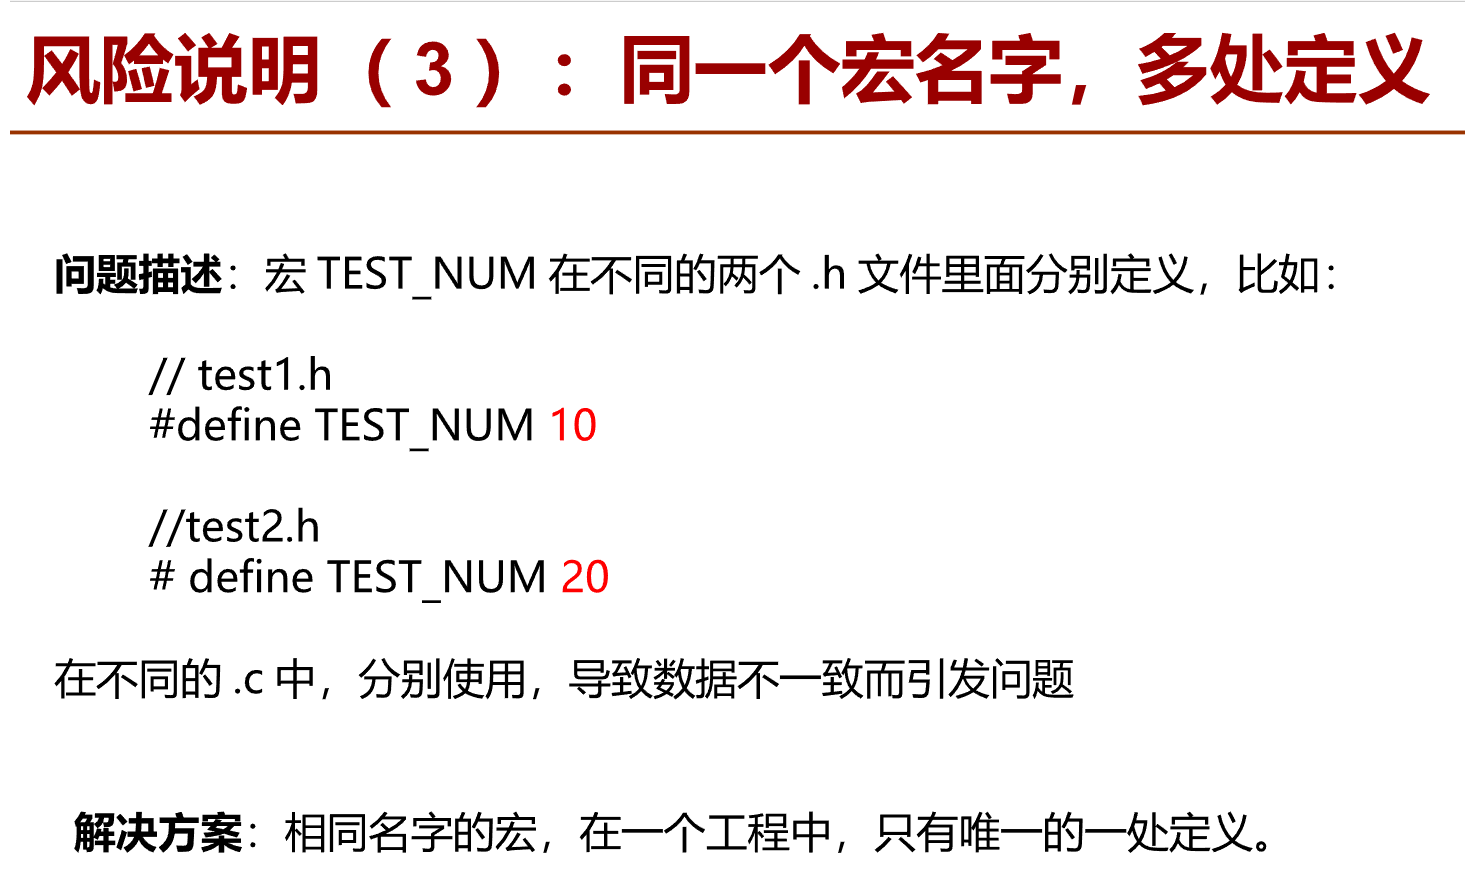 风险说明（3）：同一个宏名字，多处定义
问题描述：宏 TEST_NUM 在不同的两个 .h 文件里面分别定义，比如：
// test1.h
#define TEST_NUM 10
//test2.h
# define TEST_NUM 20
在不同的 .c 中，分别使用，导致数据不一致而引发问题
解决方案：相同名字的宏，在一个工程中，只有唯一的一处定义。